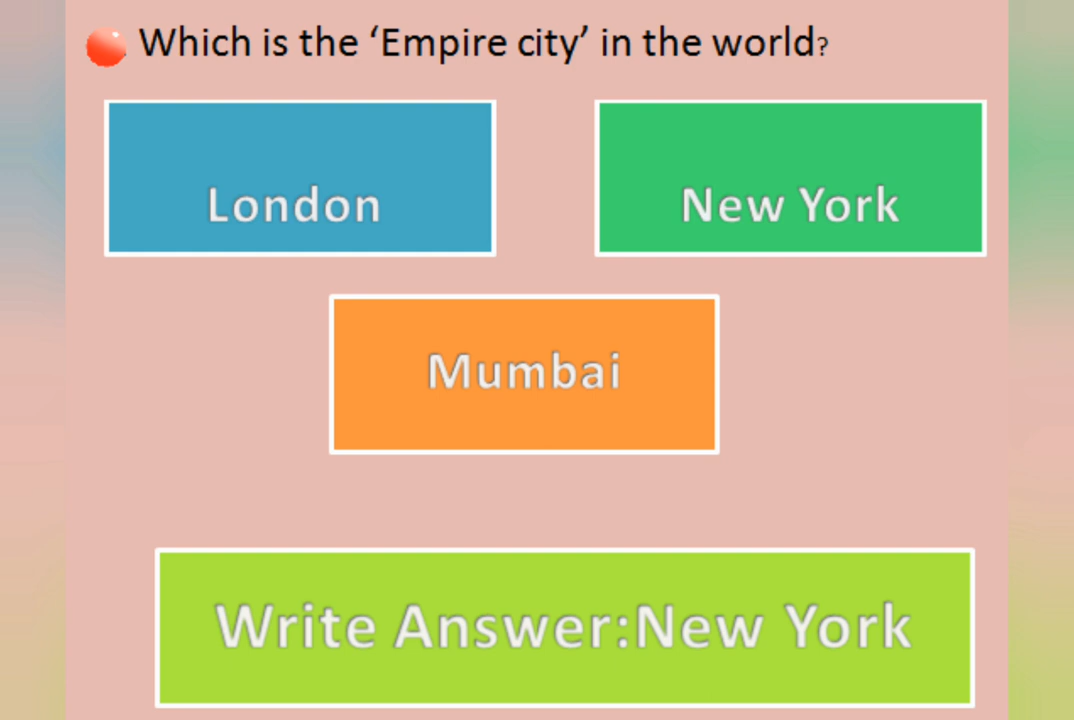 Which is the ‘Empire city’ in the world?
London
New York
Mumbai
Write Answer:New York